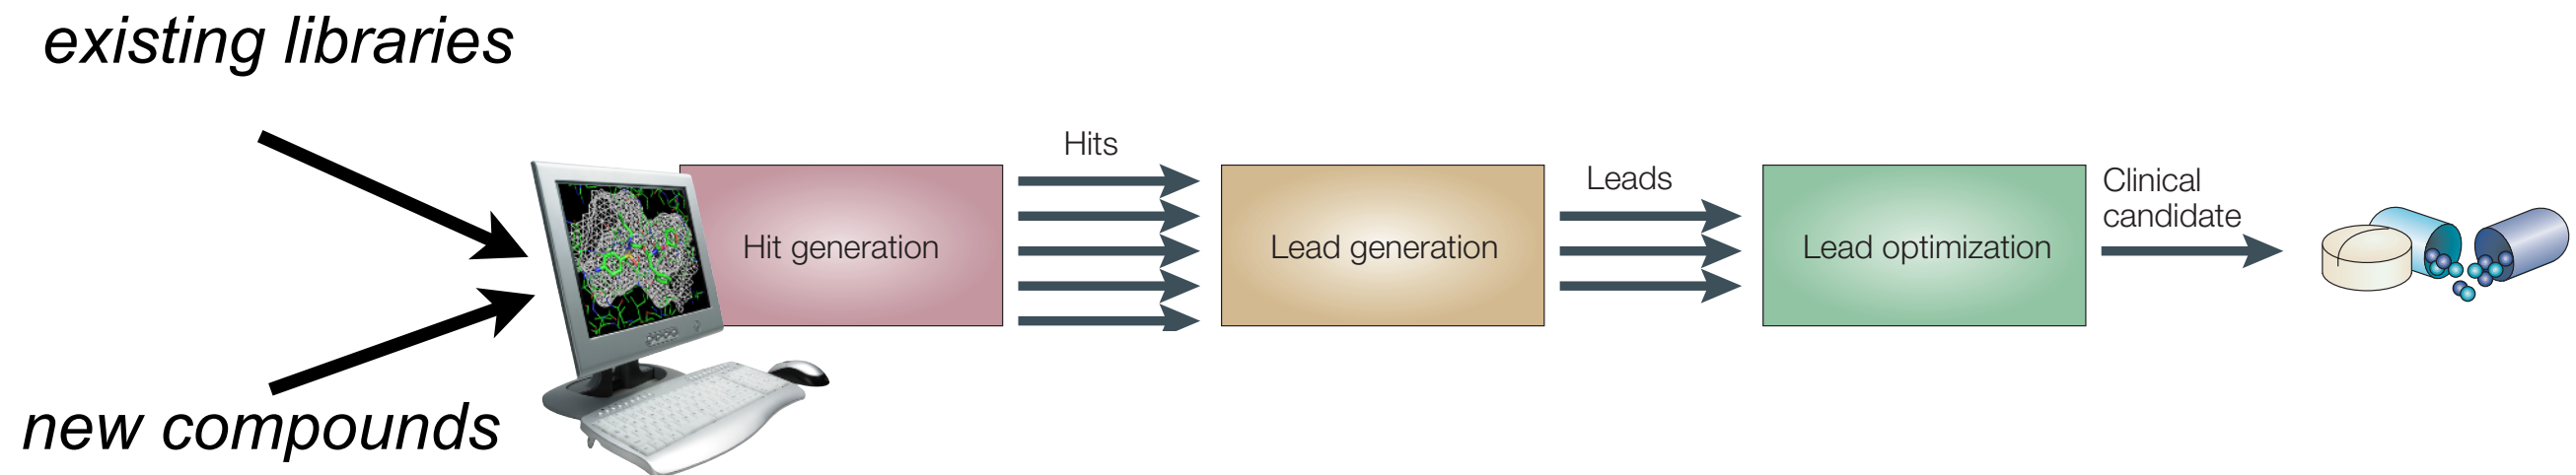 existing libraries
new compounds
Hit generation
Hits
Lead generation
Leads
Lead optimization
Clinical
candidate